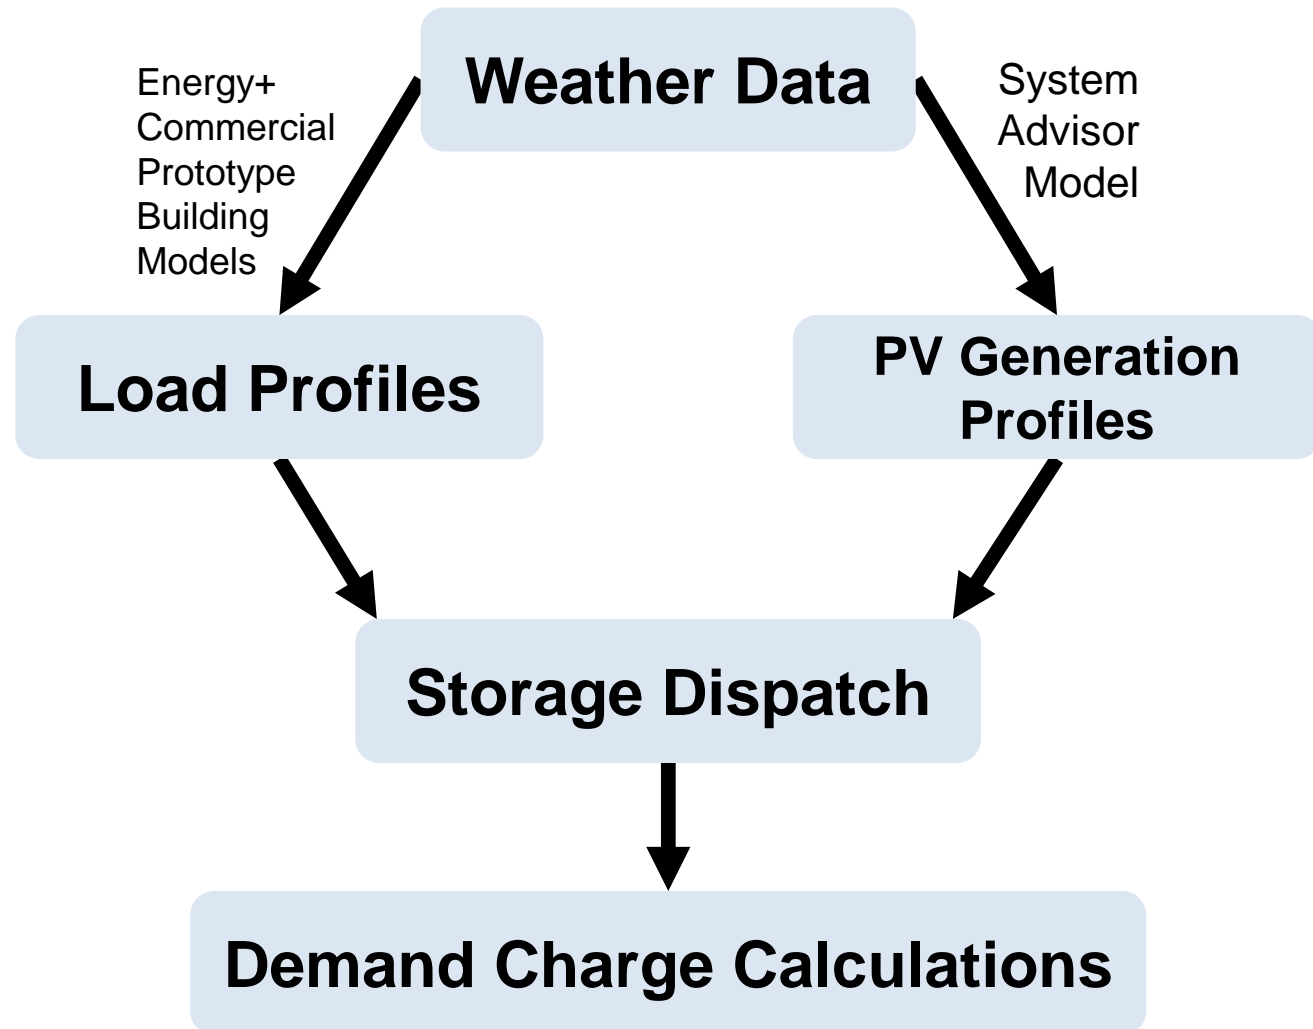 Weather Data
Energy+
Commercial
Prototype
Building
Models
System
Advisor
Model
Load Profiles
PV Generation
Profiles
Storage Dispatch
Demand Charge Calculations